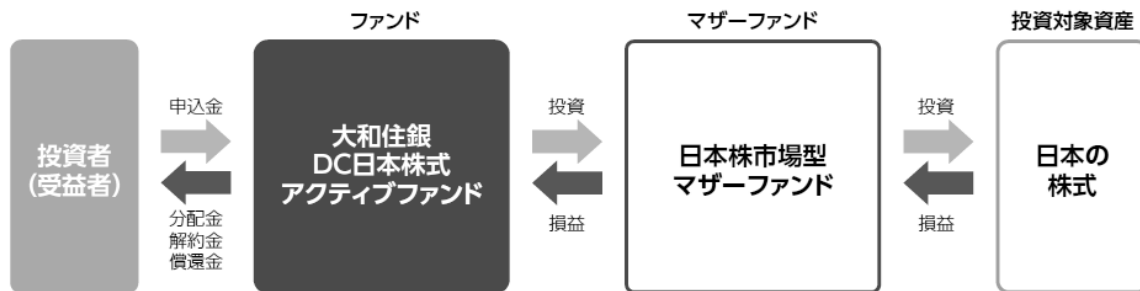 ファンド
マザーファンド
投資対象資産
投資者
(受益者)
申込金
分配金
解約金
償還金
大和住銀
DC日本株式
アクティブファンド
投資
損益
日本株市場型
マザーファンド
投資
損益
日本の
株式